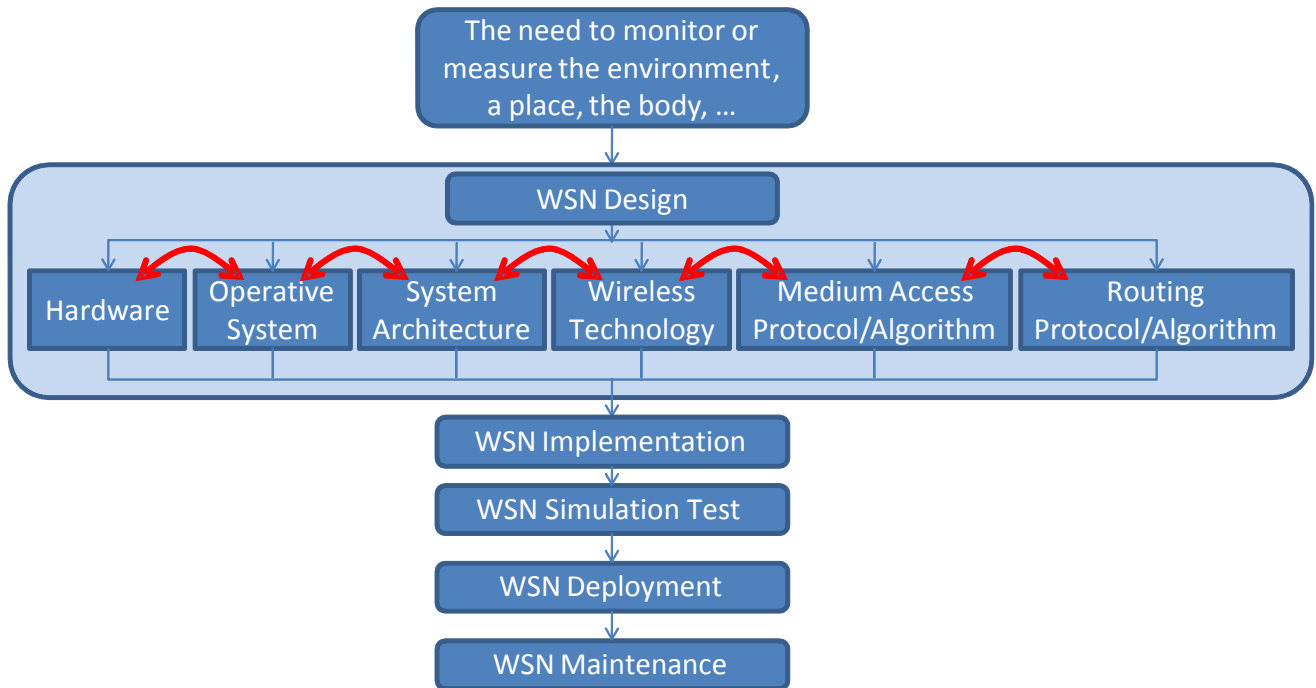 The need to monitor or
measure the environment,
a place, the body, ...
WSN Design
Hardware
Operative
System
System
Architecture
Wireless
Technology
Medium Access
Protocol/Algorithm
Routing
Protocol/Algorithm
WSN Implementation
WSN Simulation Test
WSN Deployment
WSN Maintenance